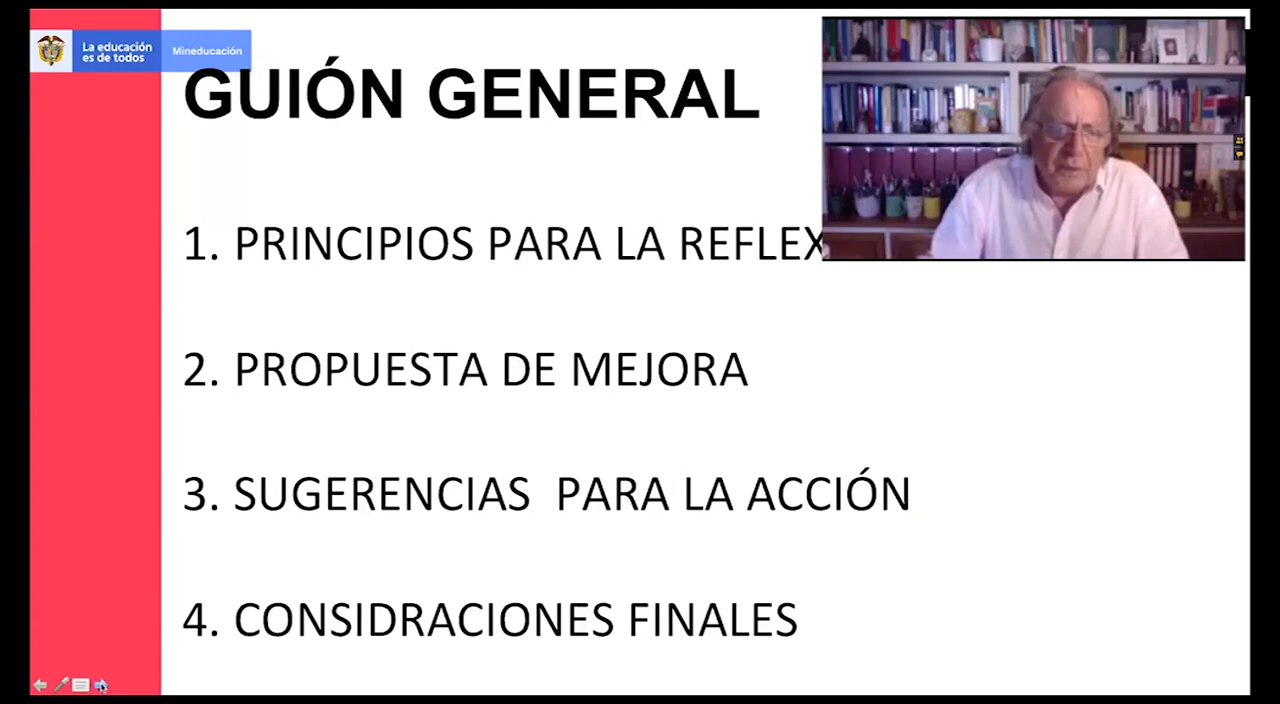 La educación
es de todos
Mineducación
GUIÓN GENERAL
1. PRINCIPIOS PARA LA REFLEX
2. PROPUESTA DE MEJORA
3. SUGERENCIAS  PARA LA ACCIÓN
4. CONSIDRACIONES FINALES